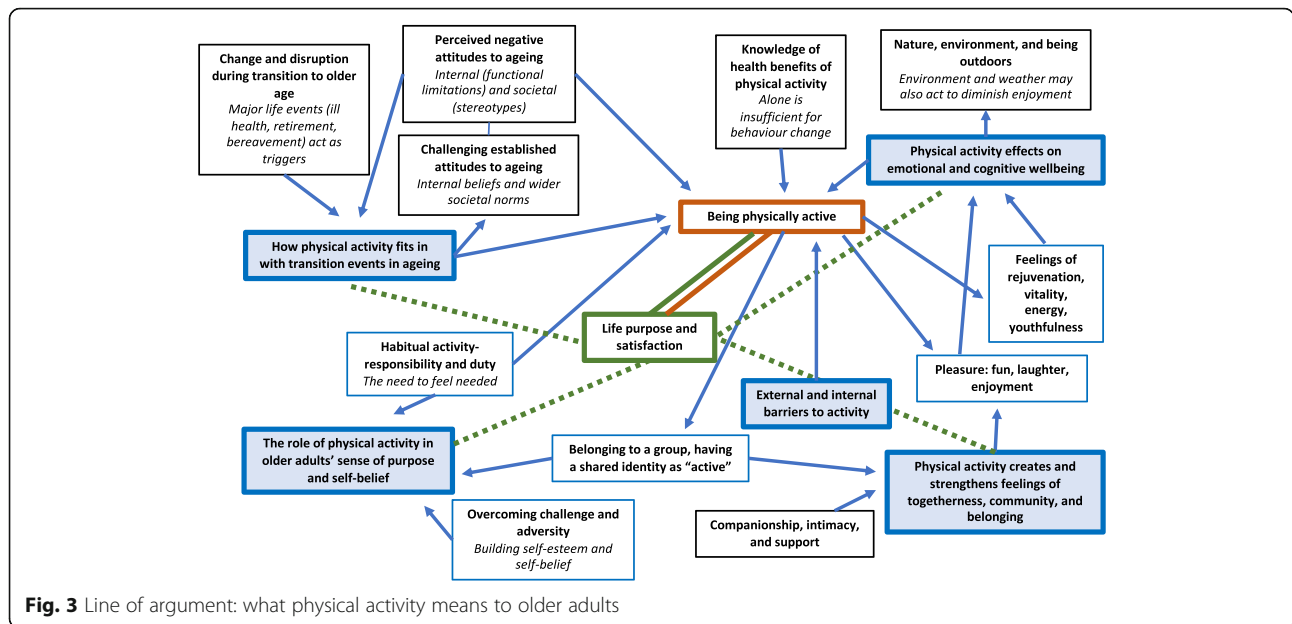 Change and disruption
during transition to older
age
Major life events (ill
health, retirement,
bereavement) act as
triggers
Perceived negative
attitudes to ageing
Internal (functional
limitations) and societal
(stereotypes)
Challenging established
attitudes to ageing
Internal beliefs and wider
societal norms
Knowledge of
health benefits of
physical activity
Alone is
insufficient for
behaviour change
Nature, environment, and being
outdoors
Environment and weather may
also act to diminish enjoyment
Physical activity effects on
emotional and cognitive wellbeing
Being physically active
How physical activity fits in
with transition events in ageing
Feelings of
rejuvenation,
vitality,
energy,
youthfulness
Life purpose and
satisfaction
Habitual activity-
responsibility and duty
The need to feel needed
Pleasure: fun, laughter,
enjoyment
External and internal
barriers to activity
The role of physical activity in
older adults’ sense of purpose
and self-belief
Belonging to a group, having
a shared identity as “active”
Physical activity creates and
strengthens feelings of
togetherness, community, and
belonging
Overcoming challenge and
adversity
Building self-esteem and
self-belief
Companionship, intimacy,
and support
Fig. 3 Line of argument: what physical activity means to older adults